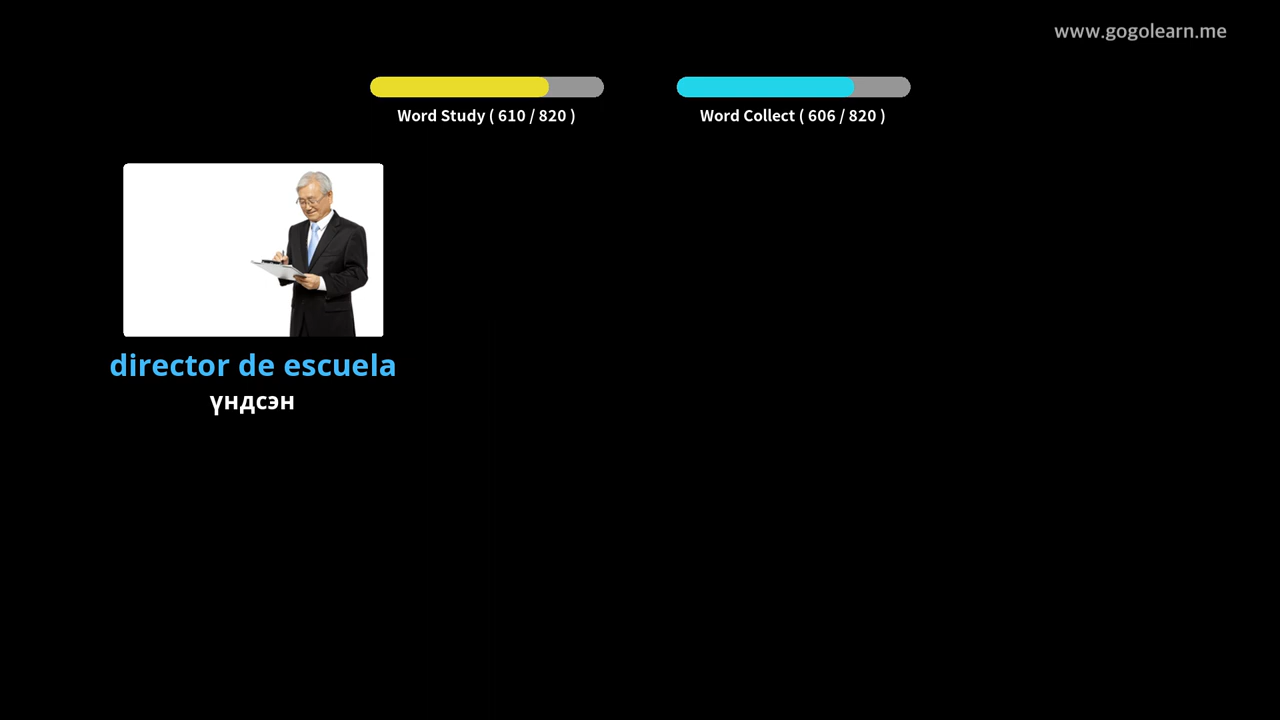 www.gogolearn.me
Word Study ( 610 / 820 )
Word Collect ( 606 / 820 )
director de escuela
үндсэн